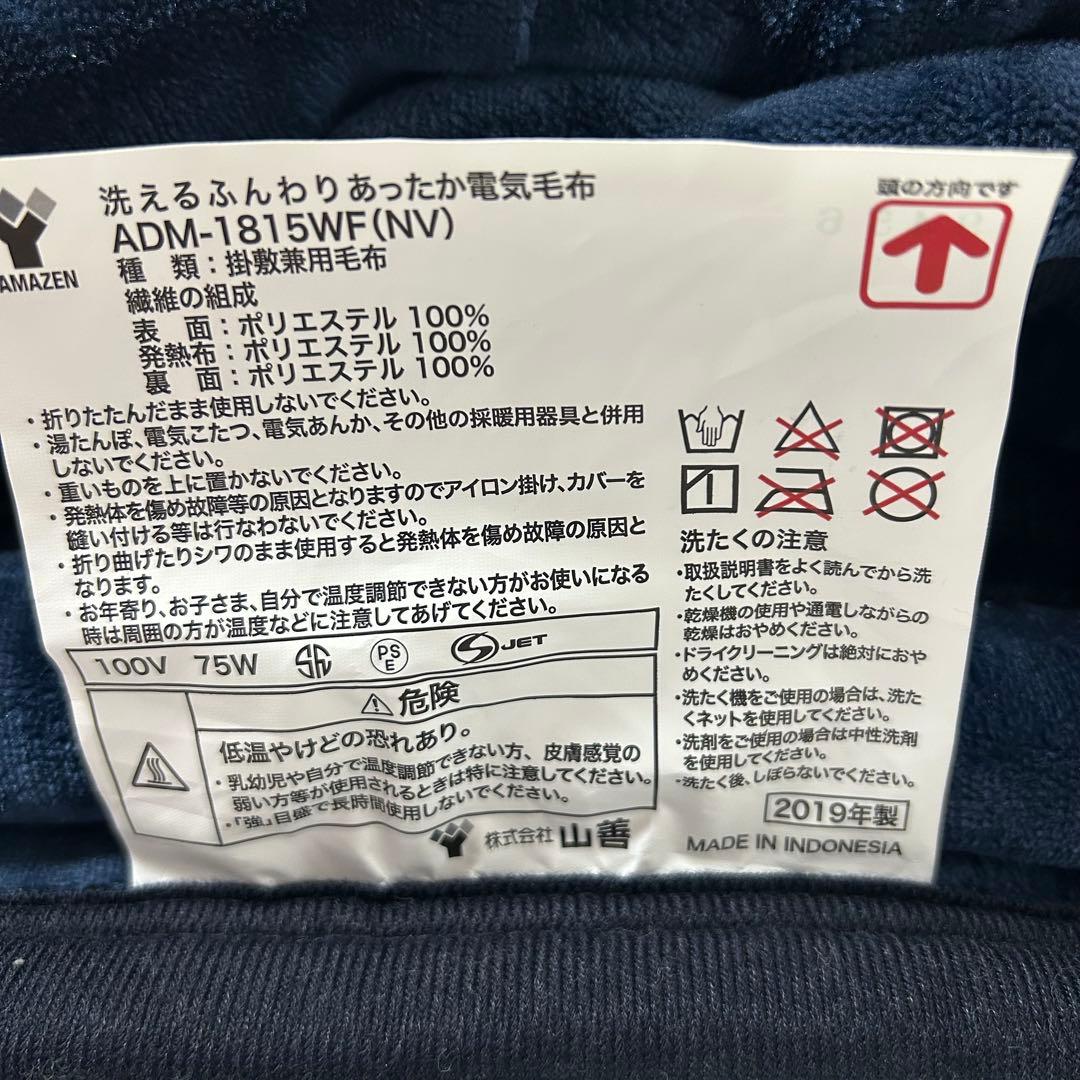 AMAZEN
洗えるふんわりあったか電気毛布
ADM-1815WF(NV)
種　類：掛敷兼用毛布
繊維の組成
表　面：ポリエステル 100%
発熱布：ポリエステル 100%
裏　面：ポリエステル 100%
・折りたたんだまま使用しないでください。
・湯たんぽ、電気こたつ、電気あんか、その他の採暖用器具と併用
しないでください。
・重いものを上に置かないでください。
・発熱体を傷め故障等の原因となりますのでアイロン掛け、カバーを
縫い付ける等は行なわないでください。
・折り曲げたりシワのまま使用すると発熱体を傷め故障の原因と
なります。
・お年寄り、お子さま、自分で温度調節できない方がお使いになる
時は周囲の方が温度などに注意してあげてください。
100V 75W PSE S JET
⚠危険
低温やけどの恐れあり。
・乳幼児や自分で温度調節できない方、皮膚感覚の
弱い方等が使用されるときは特に注意してください。
・「強」目盛で長時間使用しないでください。
株式会社 山善
頭の方向です
洗たくの注意
・取扱説明書をよく読んでから洗
たくしてください。
・乾燥機の使用や通電しながらの
乾燥はおやめください。
・ドライクリーニングは絶対におや
めください。
・洗たく機をご使用の場合は、洗た
くネットを使用してください。
・洗剤をご使用の場合は中性洗剤
を使用してください。
・洗たく後、しぼらないでください。
2019年製
MADE IN INDONESIA